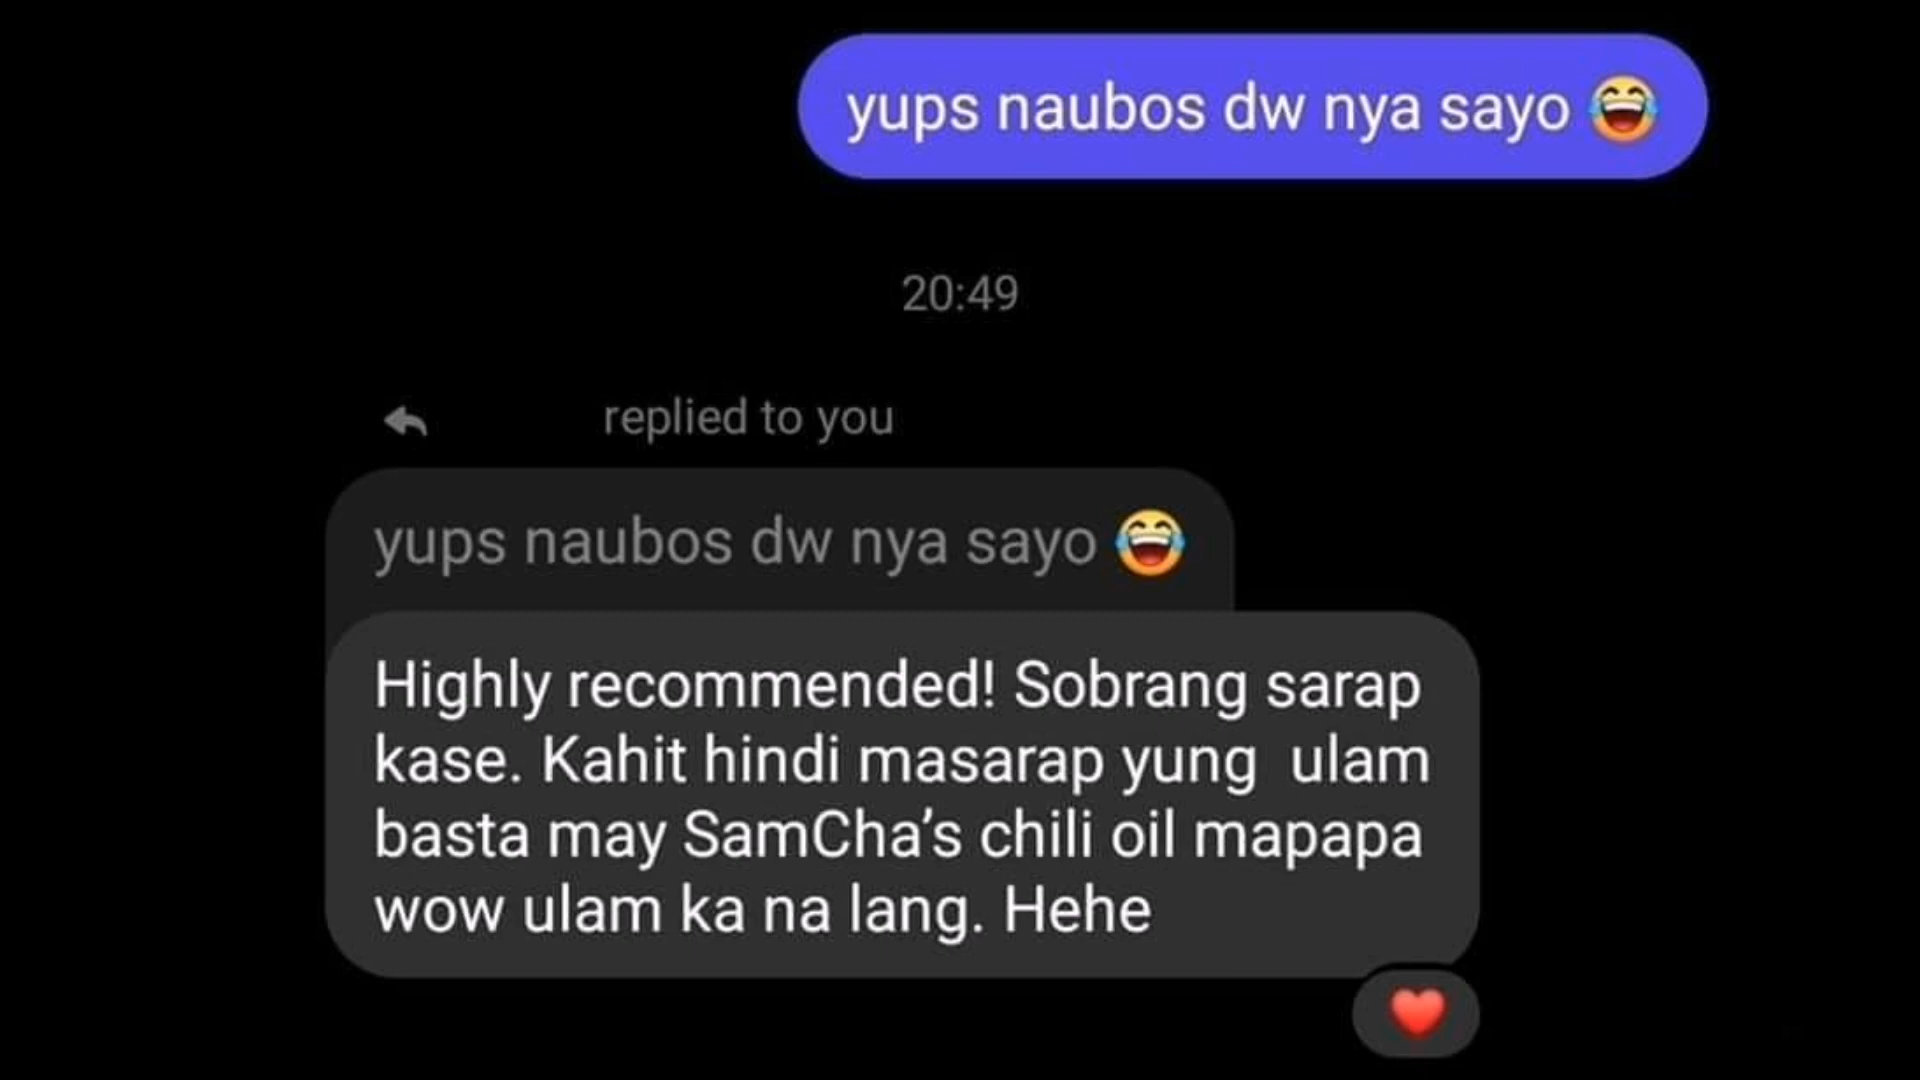 yups naubos dw nya sayo 😂
20:49
replied to you
yups naubos dw nya sayo 😂
Highly recommended! Sobrang sarap
kase. Kahit hindi masarap yung  ulam
basta may SamCha’s chili oil mapapa
wow ulam ka na lang. Hehe